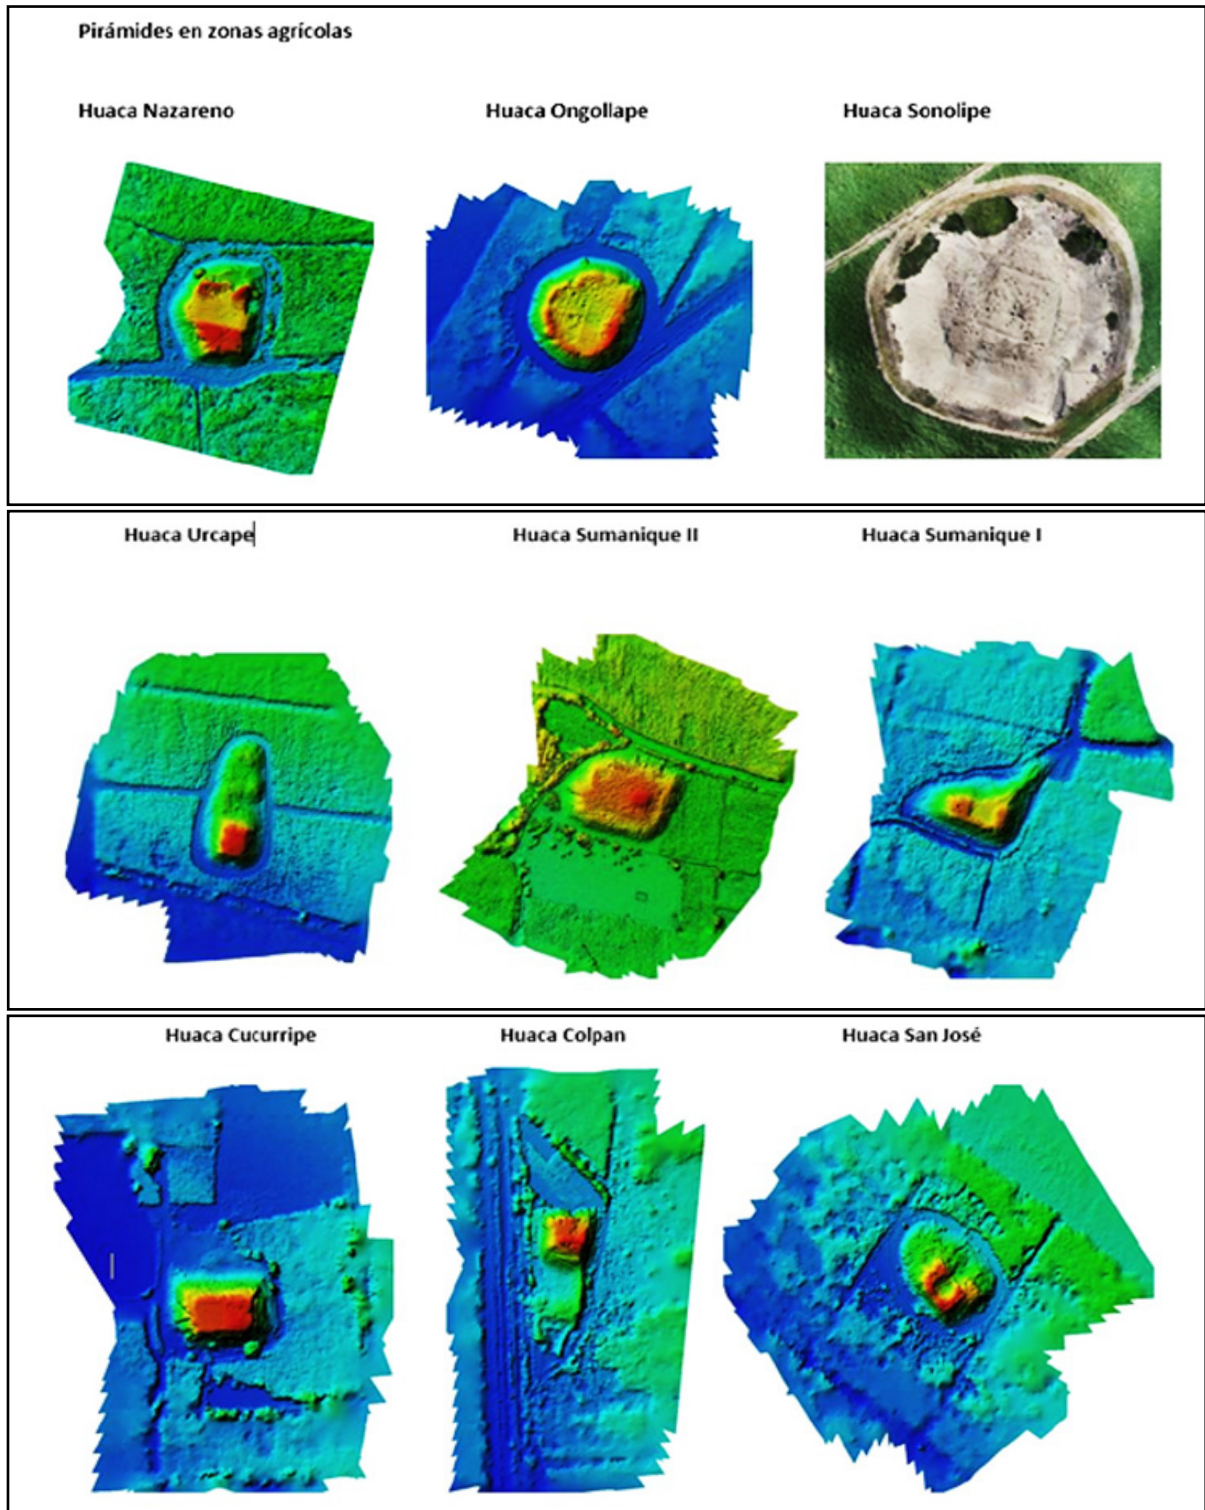 Pirámides en zonas agrícolas
Huaca Nazareno
Huaca Ongollape
Huaca Sonolipe
Huaca Urcape
Huaca Sumanique II
Huaca Sumanique I
Huaca Cucurripe
Huaca Colpan
Huaca San José